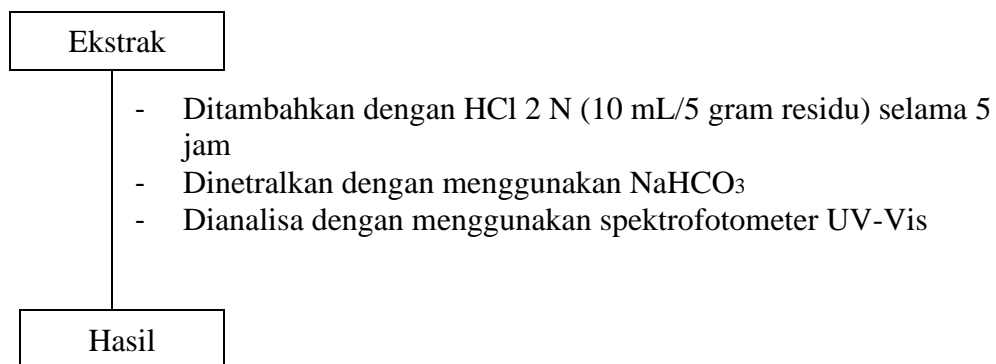 Ekstrak
- Ditambahkan dengan HCl 2 N (10 mL/5 gram residu) selama 5
jam
- Dinetralkan dengan menggunakan NaHCO3
- Dianalisa dengan menggunakan spektrofotometer UV-Vis
Hasil